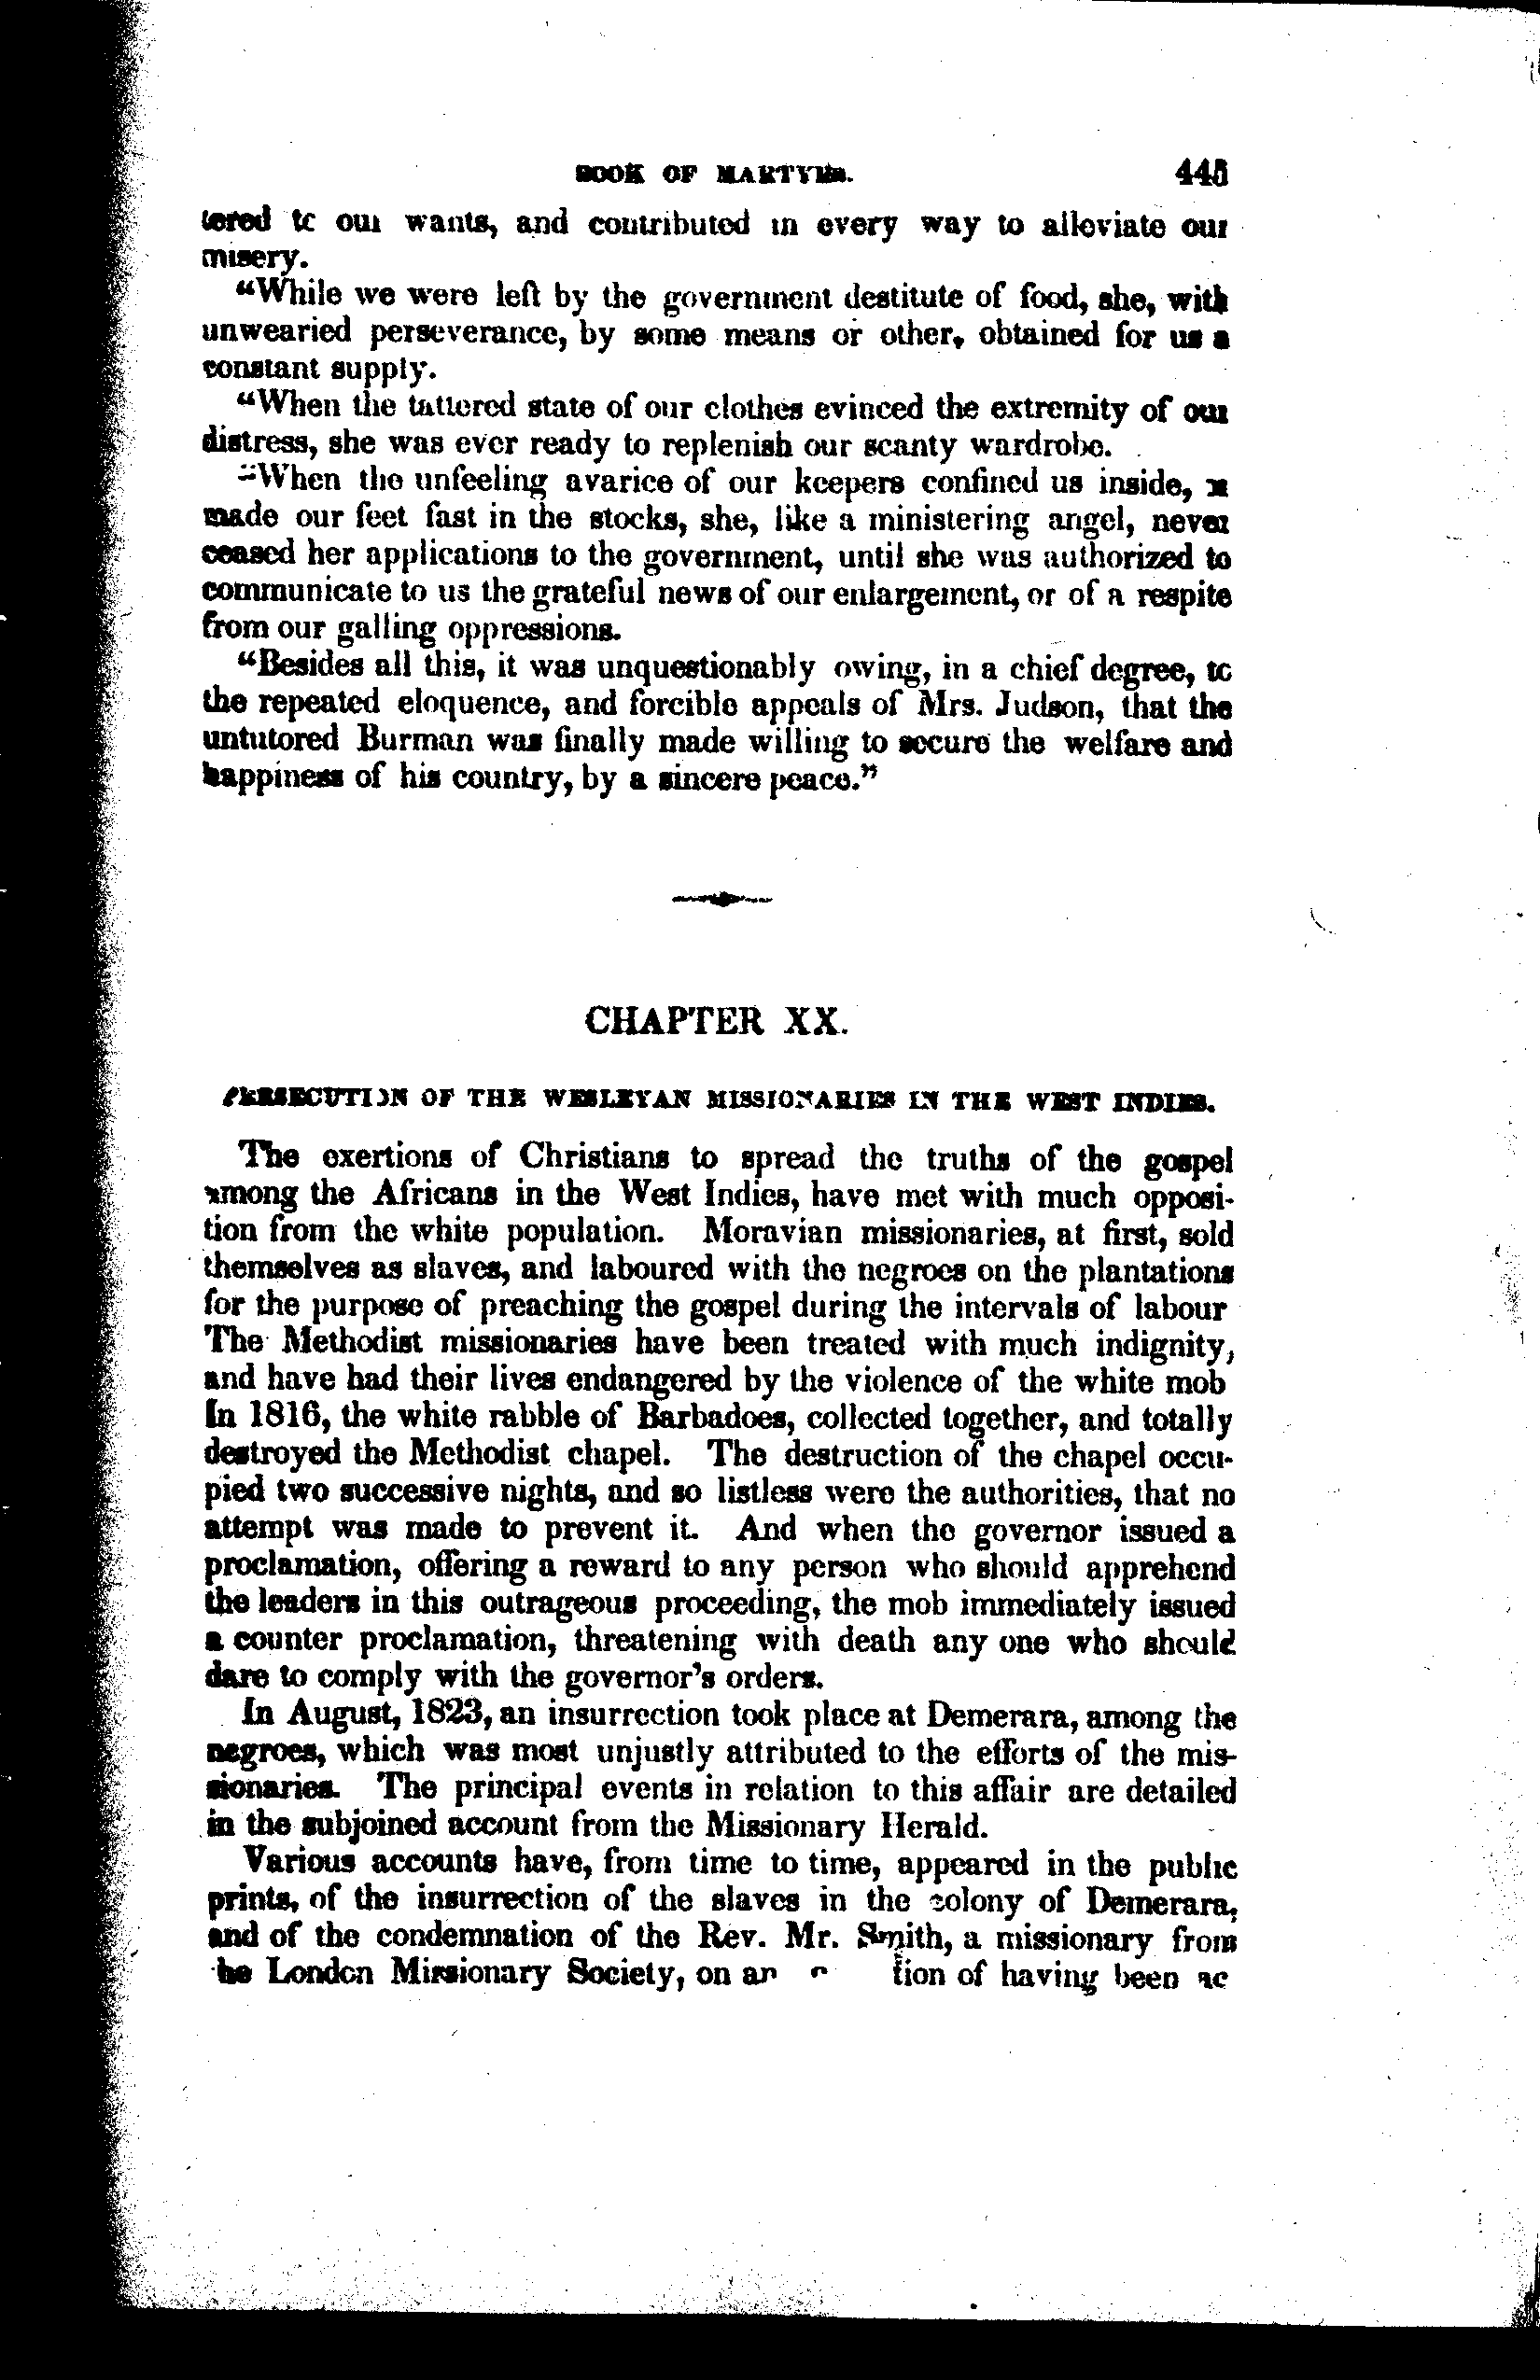 BOOK OF MARTYRS. 445
tered to our wants, and contributed in every way to alleviate our
misery.
"While we were left by the government destitute of food, she, with
unwearied perseverance, by some means or other, obtained for us a
constant supply.
"When the tattered state of our clothes evinced the extremity of our
distress, she was ever ready to replenish our scanty wardrobe.
"When the unfeeling avarice of our keepers confined us inside, or
made our feet fast in the stocks, she, like a ministering angel, never
ceased her applications to the government, until she was authorized to
communicate to us the grateful news of our enlargement, or of a respite
from our galling oppressions.
"Besides all this, it was unquestionably owing, in a chief degree, to
the repeated eloquence, and forcible appeals of Mrs. Judson, that the
untutored Burman was finally made willing to secure the welfare and
happiness of his country, by a sincere peace."
CHAPTER XX.
PERSECUTION OF THE WESLEYAN MISSIONARIES IN THE WEST INDIES.
The exertions of Christians to spread the truths of the gospel
among the Africans in the West Indies, have met with much opposi-
tion from the white population. Moravian missionaries, at first, sold
themselves as slaves, and laboured with the negroes on the plantations
for the purpose of preaching the gospel during the intervals of labour
The Methodist missionaries have been treated with much indignity,
and have had their lives endangered by the violence of the white mob
In 1816, the white rabble of Barbadoes, collected together, and totally
destroyed the Methodist chapel. The destruction of the chapel occu-
pied two successive nights, and so listless were the authorities, that no
attempt was made to prevent it. And when the governor issued a
proclamation, offering a reward to any person who should apprehend
the leaders in this outrageous proceeding, the mob immediately issued
a counter proclamation, threatening with death any one who should
dare to comply with the governor's orders.
In August, 1823, an insurrection took place at Demerara, among the
negroes, which was most unjustly attributed to the efforts of the mis-
sionaries. The principal events in relation to this affair are detailed
in the subjoined account from the Missionary Herald.
Various accounts have, from time to time, appeared in the public
prints, of the insurrection of the slaves in the colony of Demerara,
and of the condemnation of the Rev. Mr. Smith, a missionary from
he London Missionary Society, on an tion of having been ac